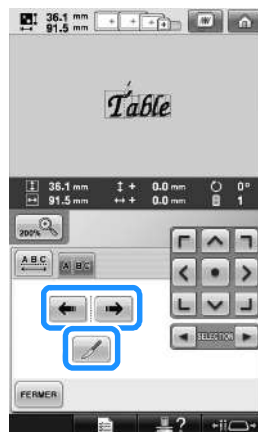 36.1 mm
91.5 mm
Table
36.1 mm + 0.0 mm 0°
91.5 mm + 0.0 mm 1
200%
ABC A BC
SELECTION
FERMER
?